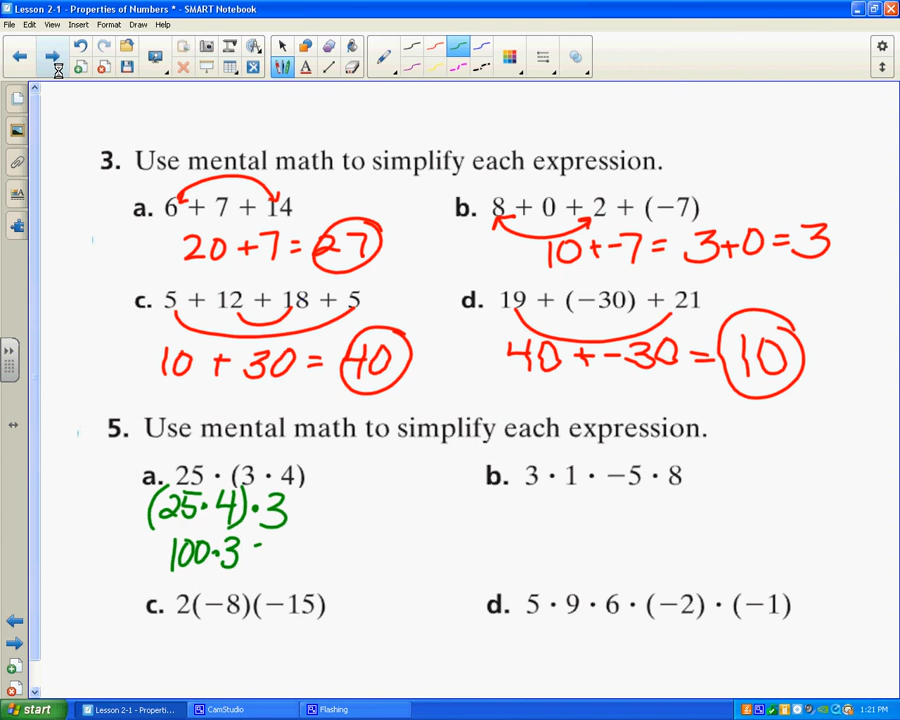 Lesson 2-1 - Properties of Numbers * - SMART Notebook
File Edit View Insert Format Draw Help
3. Use mental math to simplify each expression.
a. 6 + 7 + 14
b. 8 + 0 + 2 + (−7)
20 + 7 = 27
10 + -7 = 3 + 0 = 3
c. 5 + 12 + 18 + 5
d. 19 + (−30) + 21
10 + 30 = 40
40 + -30 = 10
5. Use mental math to simplify each expression.
a. 25 · (3 · 4)
b. 3 · 1 · −5 · 8
(25 · 4) · 3
100 · 3 -
c. 2(−8)(−15)
d. 5 · 9 · 6 · (−2) · (−1)
start
Lesson 2-1 - Properti...
CamStudio
Flashing
1:21 PM